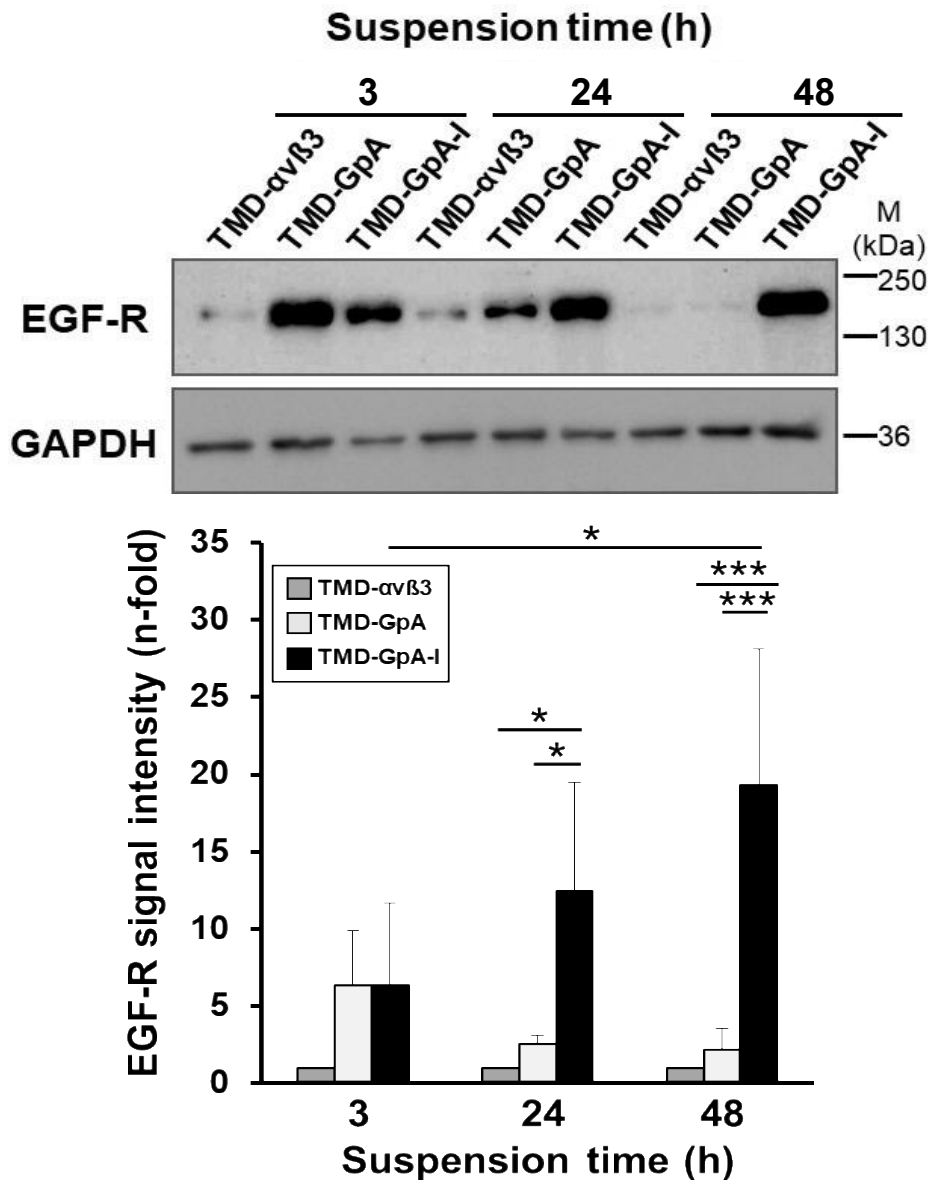 Suspension time (h)
3 24 48
TMD-αvß3 TMD-GpA TMD-GpA-I TMD-αvß3 TMD-GpA TMD-GpA-I TMD-αvß3 TMD-GpA TMD-GpA-I
M
(kDa)
250
EGF-R
130
GAPDH
36
EGF-R signal intensity (n-fold)
35
30
25
20
15
10
5
0
TMD-αvß3
TMD-GpA
TMD-GpA-I
*
***
***
*
*
3 24 48
Suspension time (h)